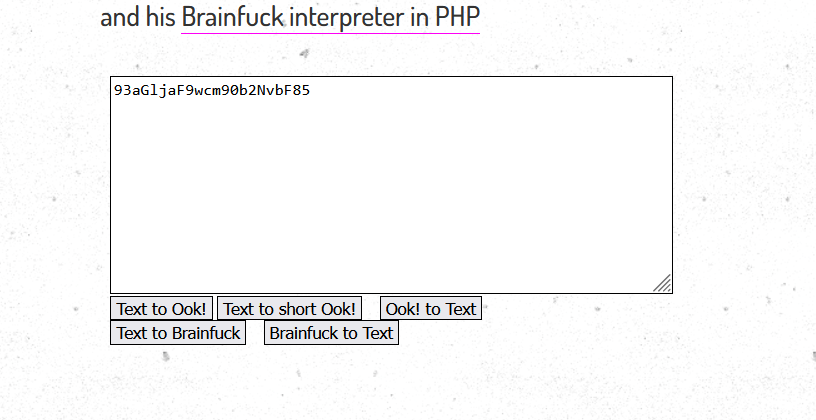 and his Brainfuck interpreter in PHP
93aGljaF9wcm90b2NvbF85
Text to Ook! Text to short Ook! Ook! to Text
Text to Brainfuck Brainfuck to Text